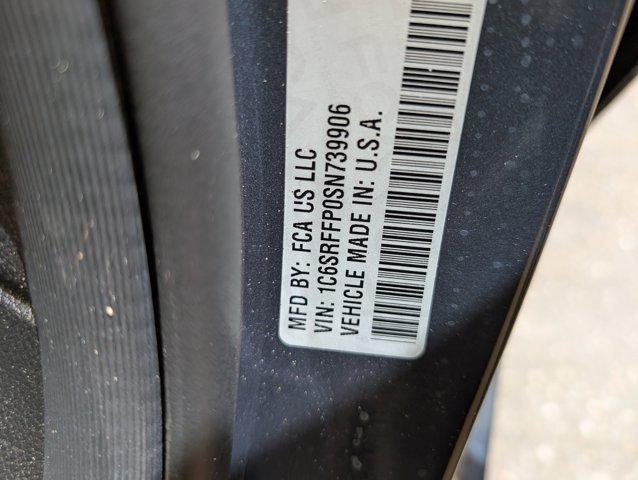 MFD BY: FCA US LLC
VIN: 1C6SRFFP0SN739906
VEHICLE MADE IN: U.S.A.